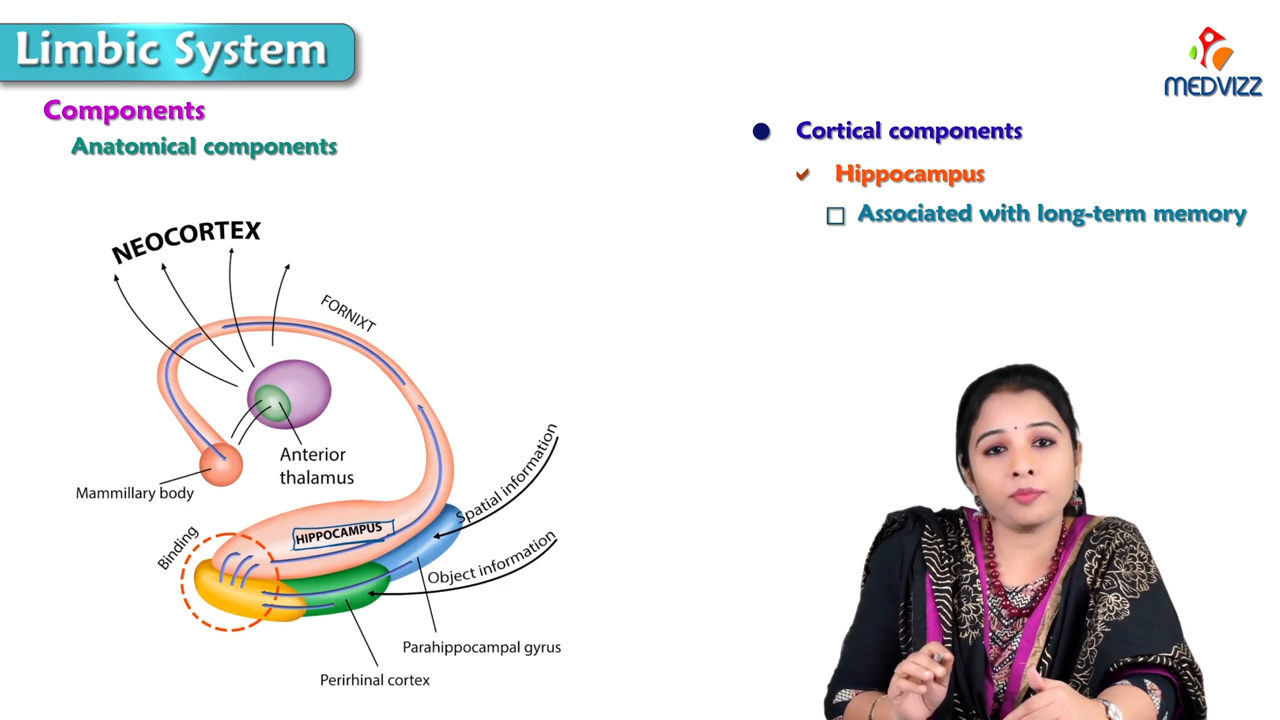 Limbic System
MEDVIZZ
Components
Anatomical components
Cortical components
Hippocampus
Associated with long-term memory
NEOCORTEX
FORNIXT
Anterior
thalamus
Mammillary body
Spatial information
HIPPOCAMPUS
Binding
Object information
Parahippocampal gyrus
Perirhinal cortex